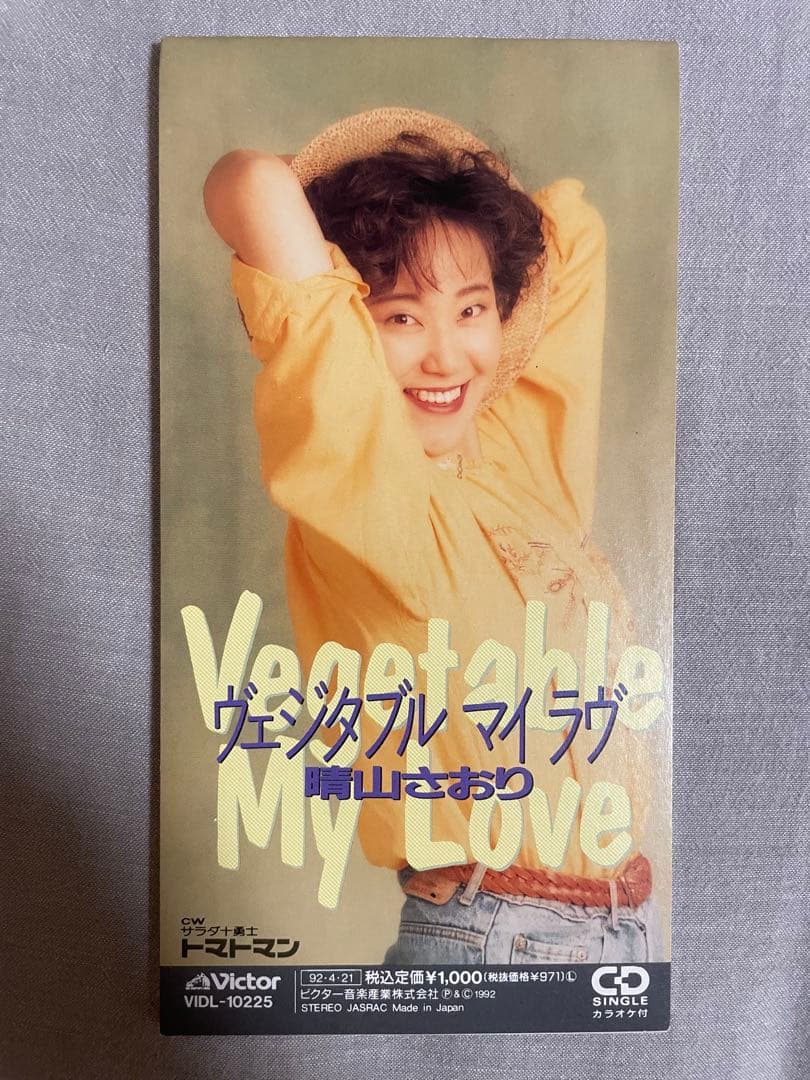 Vegetable
ヴェジタブル マイ ラヴ
晴山さおり
My Love
CW
サラダ十勇士
トマトマン
Victor
VIDL-10225
92・4・21 税込定価¥1,000(税抜価格¥971)Ⓛ
ビクター音楽産業株式会社 Ⓟ&Ⓒ1992
STEREO JASRAC Made in Japan
CD
SINGLE
カラオケ付